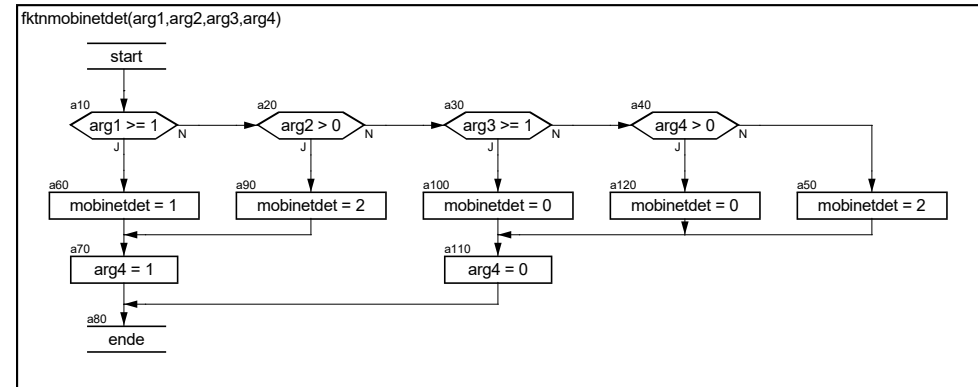 fktnmobinetdet(arg1,arg2,arg3,arg4)
start
a10
arg1 >= 1
J
N
a20
arg2 > 0
J
N
a30
arg3 >= 1
J
N
a40
arg4 > 0
J
N
a60
mobinetdet = 1
a90
mobinetdet = 2
a100
mobinetdet = 0
a120
mobinetdet = 0
a50
mobinetdet = 2
a70
arg4 = 1
a110
arg4 = 0
a80
ende